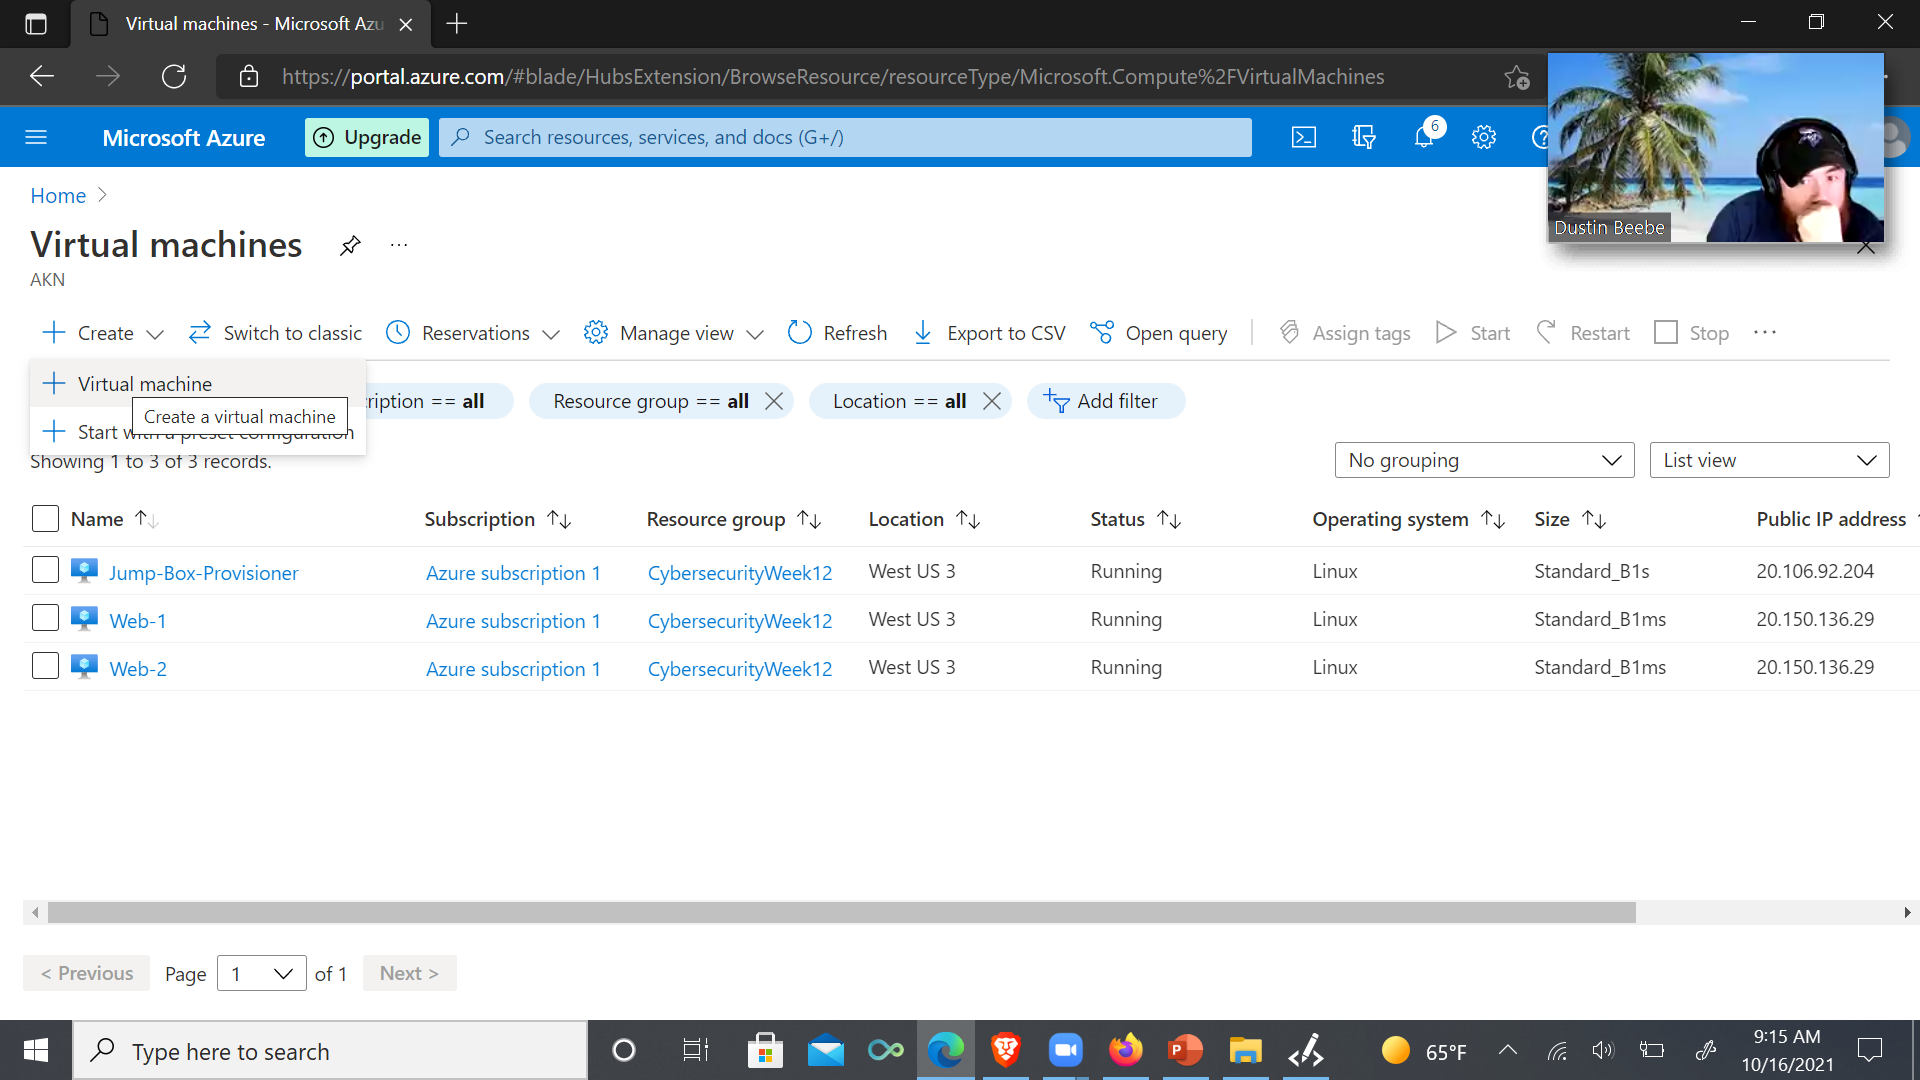 Virtual machines - Microsoft Azu
https://portal.azure.com/#blade/HubsExtension/BrowseResource/resourceType/Microsoft.Compute%2FVirtualMachines
Microsoft Azure
Upgrade
Search resources, services, and docs (G+/)
6
Dustin Beebe
Home
Virtual machines
...
AKN
Create
Switch to classic
Reservations
Manage view
Refresh
Export to CSV
Open query
Assign tags
Start
Restart
Stop
...
Virtual machine
Create a virtual machine
Start with a preset configuration
ription == all
Resource group == all
Location == all
Add filter
Showing 1 to 3 of 3 records.
No grouping
List view
Name Subscription Resource group Location Status Operating system Size Public IP address
Jump-Box-Provisioner Azure subscription 1 CybersecurityWeek12 West US 3 Running Linux Standard_B1s 20.106.92.204
Web-1 Azure subscription 1 CybersecurityWeek12 West US 3 Running Linux Standard_B1ms 20.150.136.29
Web-2 Azure subscription 1 CybersecurityWeek12 West US 3 Running Linux Standard_B1ms 20.150.136.29
< Previous Page 1 of 1 Next >
Type here to search
65°F
9:15 AM
10/16/2021